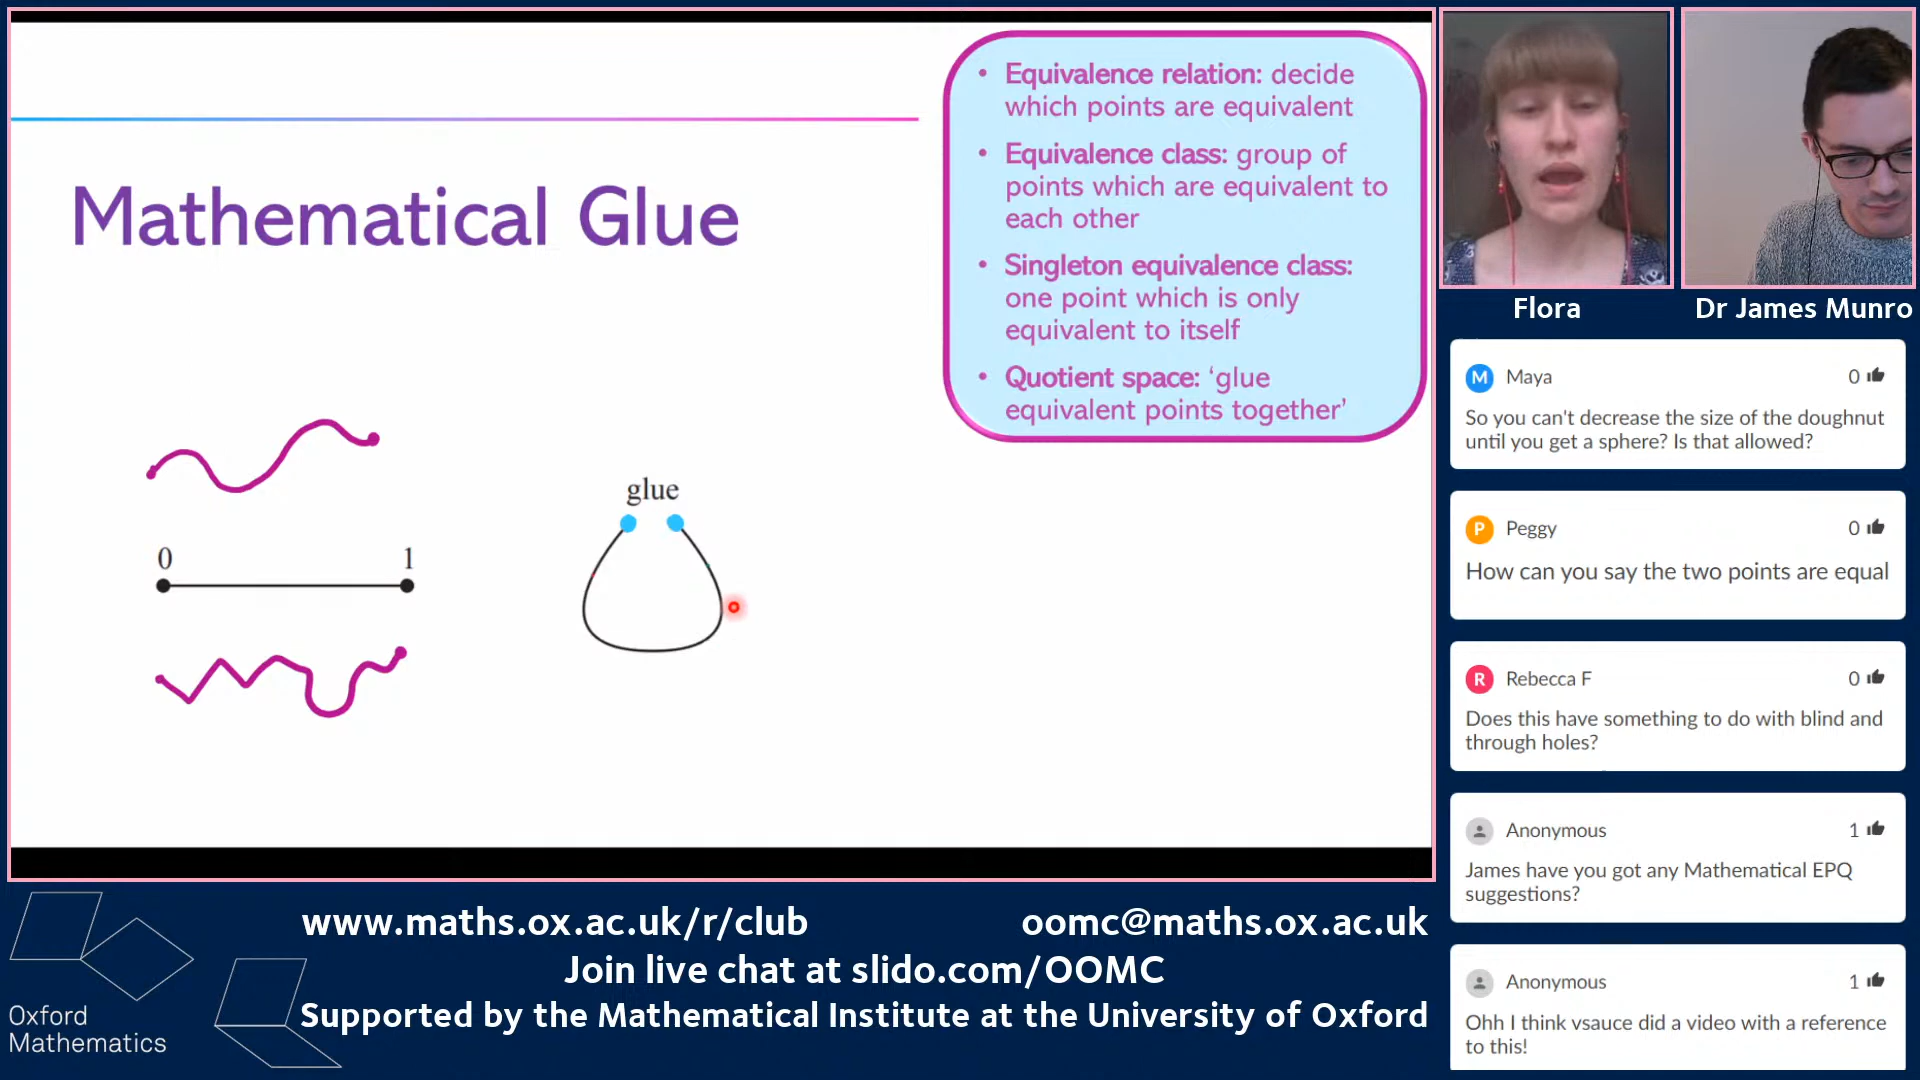 Mathematical Glue
• Equivalence relation: decide
which points are equivalent
• Equivalence class: group of
points which are equivalent to
each other
• Singleton equivalence class:
one point which is only
equivalent to itself
• Quotient space: ‘glue
equivalent points together’
glue
0 1
Flora
Dr James Munro
M Maya 0
So you can't decrease the size of the doughnut
until you get a sphere? Is that allowed?
P Peggy 0
How can you say the two points are equal
R Rebecca F 0
Does this have something to do with blind and
through holes?
Anonymous 1
James have you got any Mathematical EPQ
suggestions?
Anonymous 1
Ohh I think vsauce did a video with a reference
to this!
Oxford
Mathematics
www.maths.ox.ac.uk/r/club oomc@maths.ox.ac.uk
Join live chat at slido.com/OOMC
Supported by the Mathematical Institute at the University of Oxford